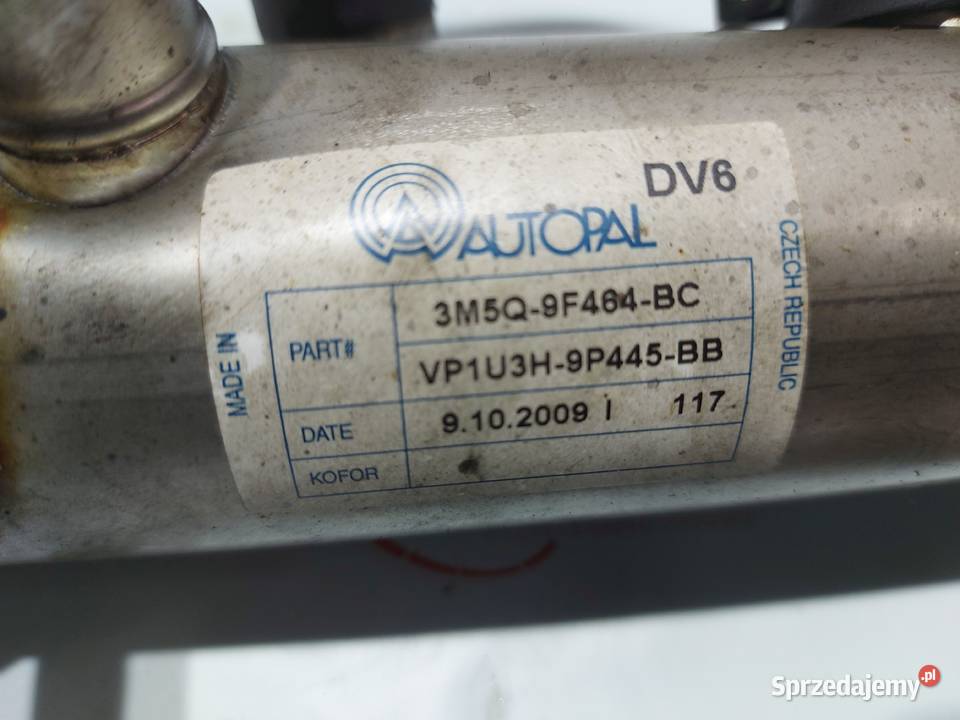 DV6
AUTOPAL
MADE IN
CZECH REPUBLIC
PART# 3M5Q-9F464-BC
VP1U3H-9P445-BB
DATE 9.10.2009 I 117
KOFOR
Sprzedajemy.pl